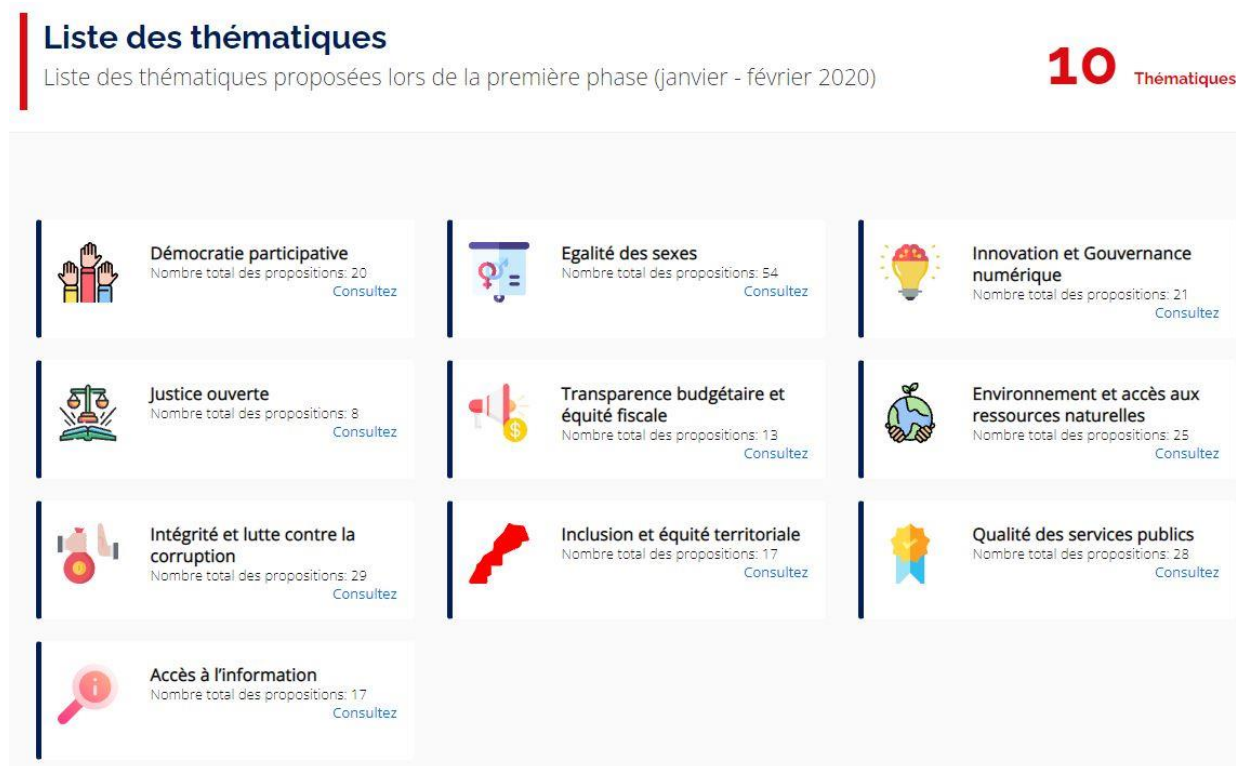 Liste des thématiques
Liste des thématiques proposées lors de la première phase (janvier - février 2020)
10 Thématiques
Démocratie participative
Nombre total des propositions: 20
Consultez
Egalité des sexes
Nombre total des propositions: 54
Consultez
Innovation et Gouvernance
numérique
Nombre total des propositions: 21
Consultez
Justice ouverte
Nombre total des propositions: 8
Consultez
Transparence budgétaire et
équité fiscale
Nombre total des propositions: 13
Consultez
Environnement et accès aux
ressources naturelles
Nombre total des propositions: 25
Consultez
Intégrité et lutte contre la
corruption
Nombre total des propositions: 29
Consultez
Inclusion et équité territoriale
Nombre total des propositions: 17
Consultez
Qualité des services publics
Nombre total des propositions: 28
Consultez
Accès à l'information
Nombre total des propositions: 17
Consultez